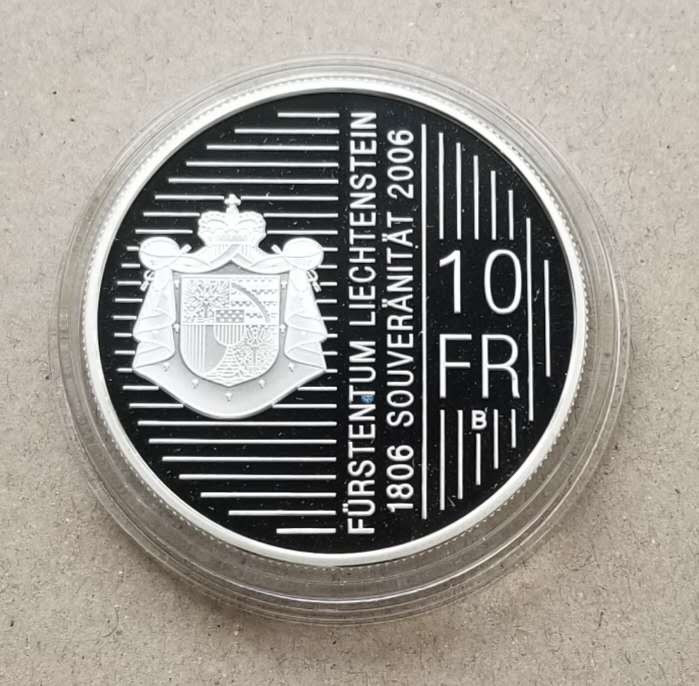 FÜRSTENTUM LIECHTENSTEIN
1806 SOUVERÄNITÄT 2006
10
FR
B